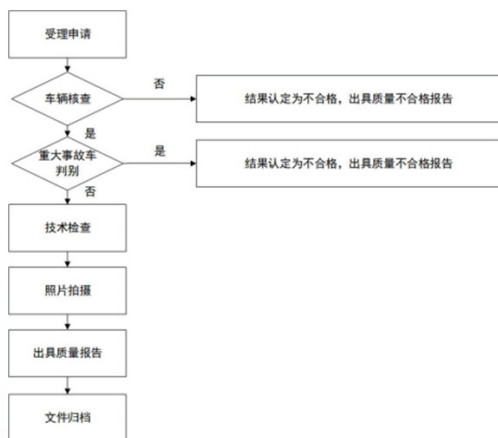 受理申请
车辆核查
否
结果认定为不合格，出具质量不合格报告
是
重大事故车
判别
是
结果认定为不合格，出具质量不合格报告
否
技术检查
照片拍摄
出具质量报告
文件归档